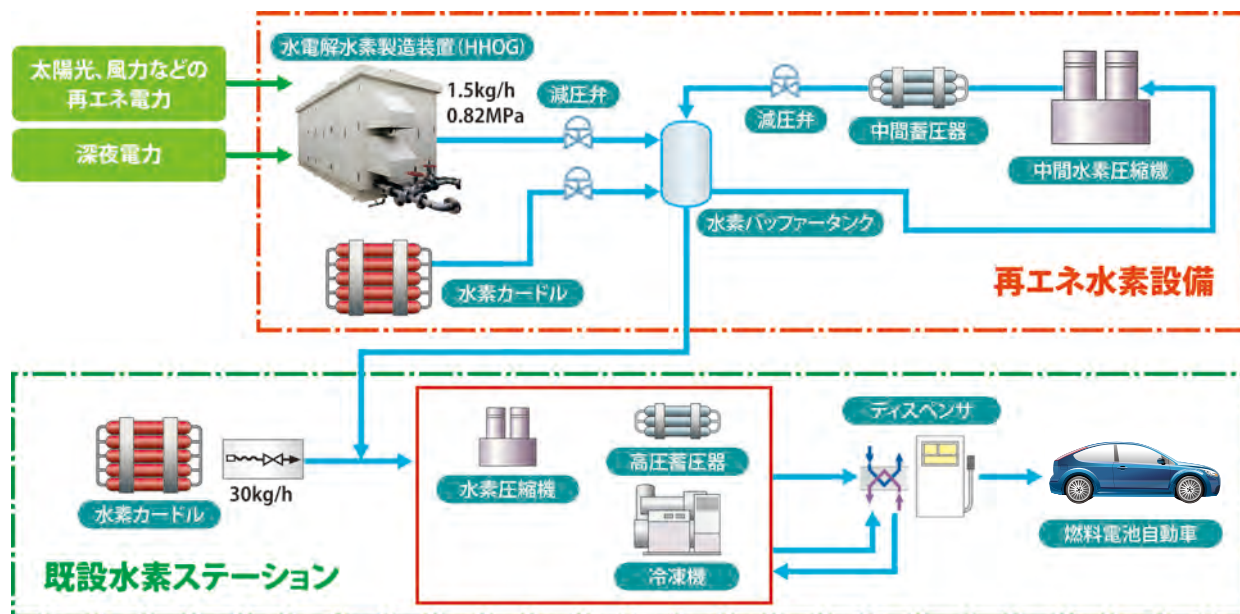 太陽光、風力などの
再エネ電力
深夜電力
水電解水素製造装置(HHOG)
1.5kg/h
0.82MPa
減圧弁
水素カードル
水素バッファータンク
減圧弁
中間蓄圧器
中間水素圧縮機
再エネ水素設備
水素カードル
30kg/h
水素圧縮機
高圧蓄圧器
冷凍機
ディスペンサ
燃料電池自動車
既設水素ステーション